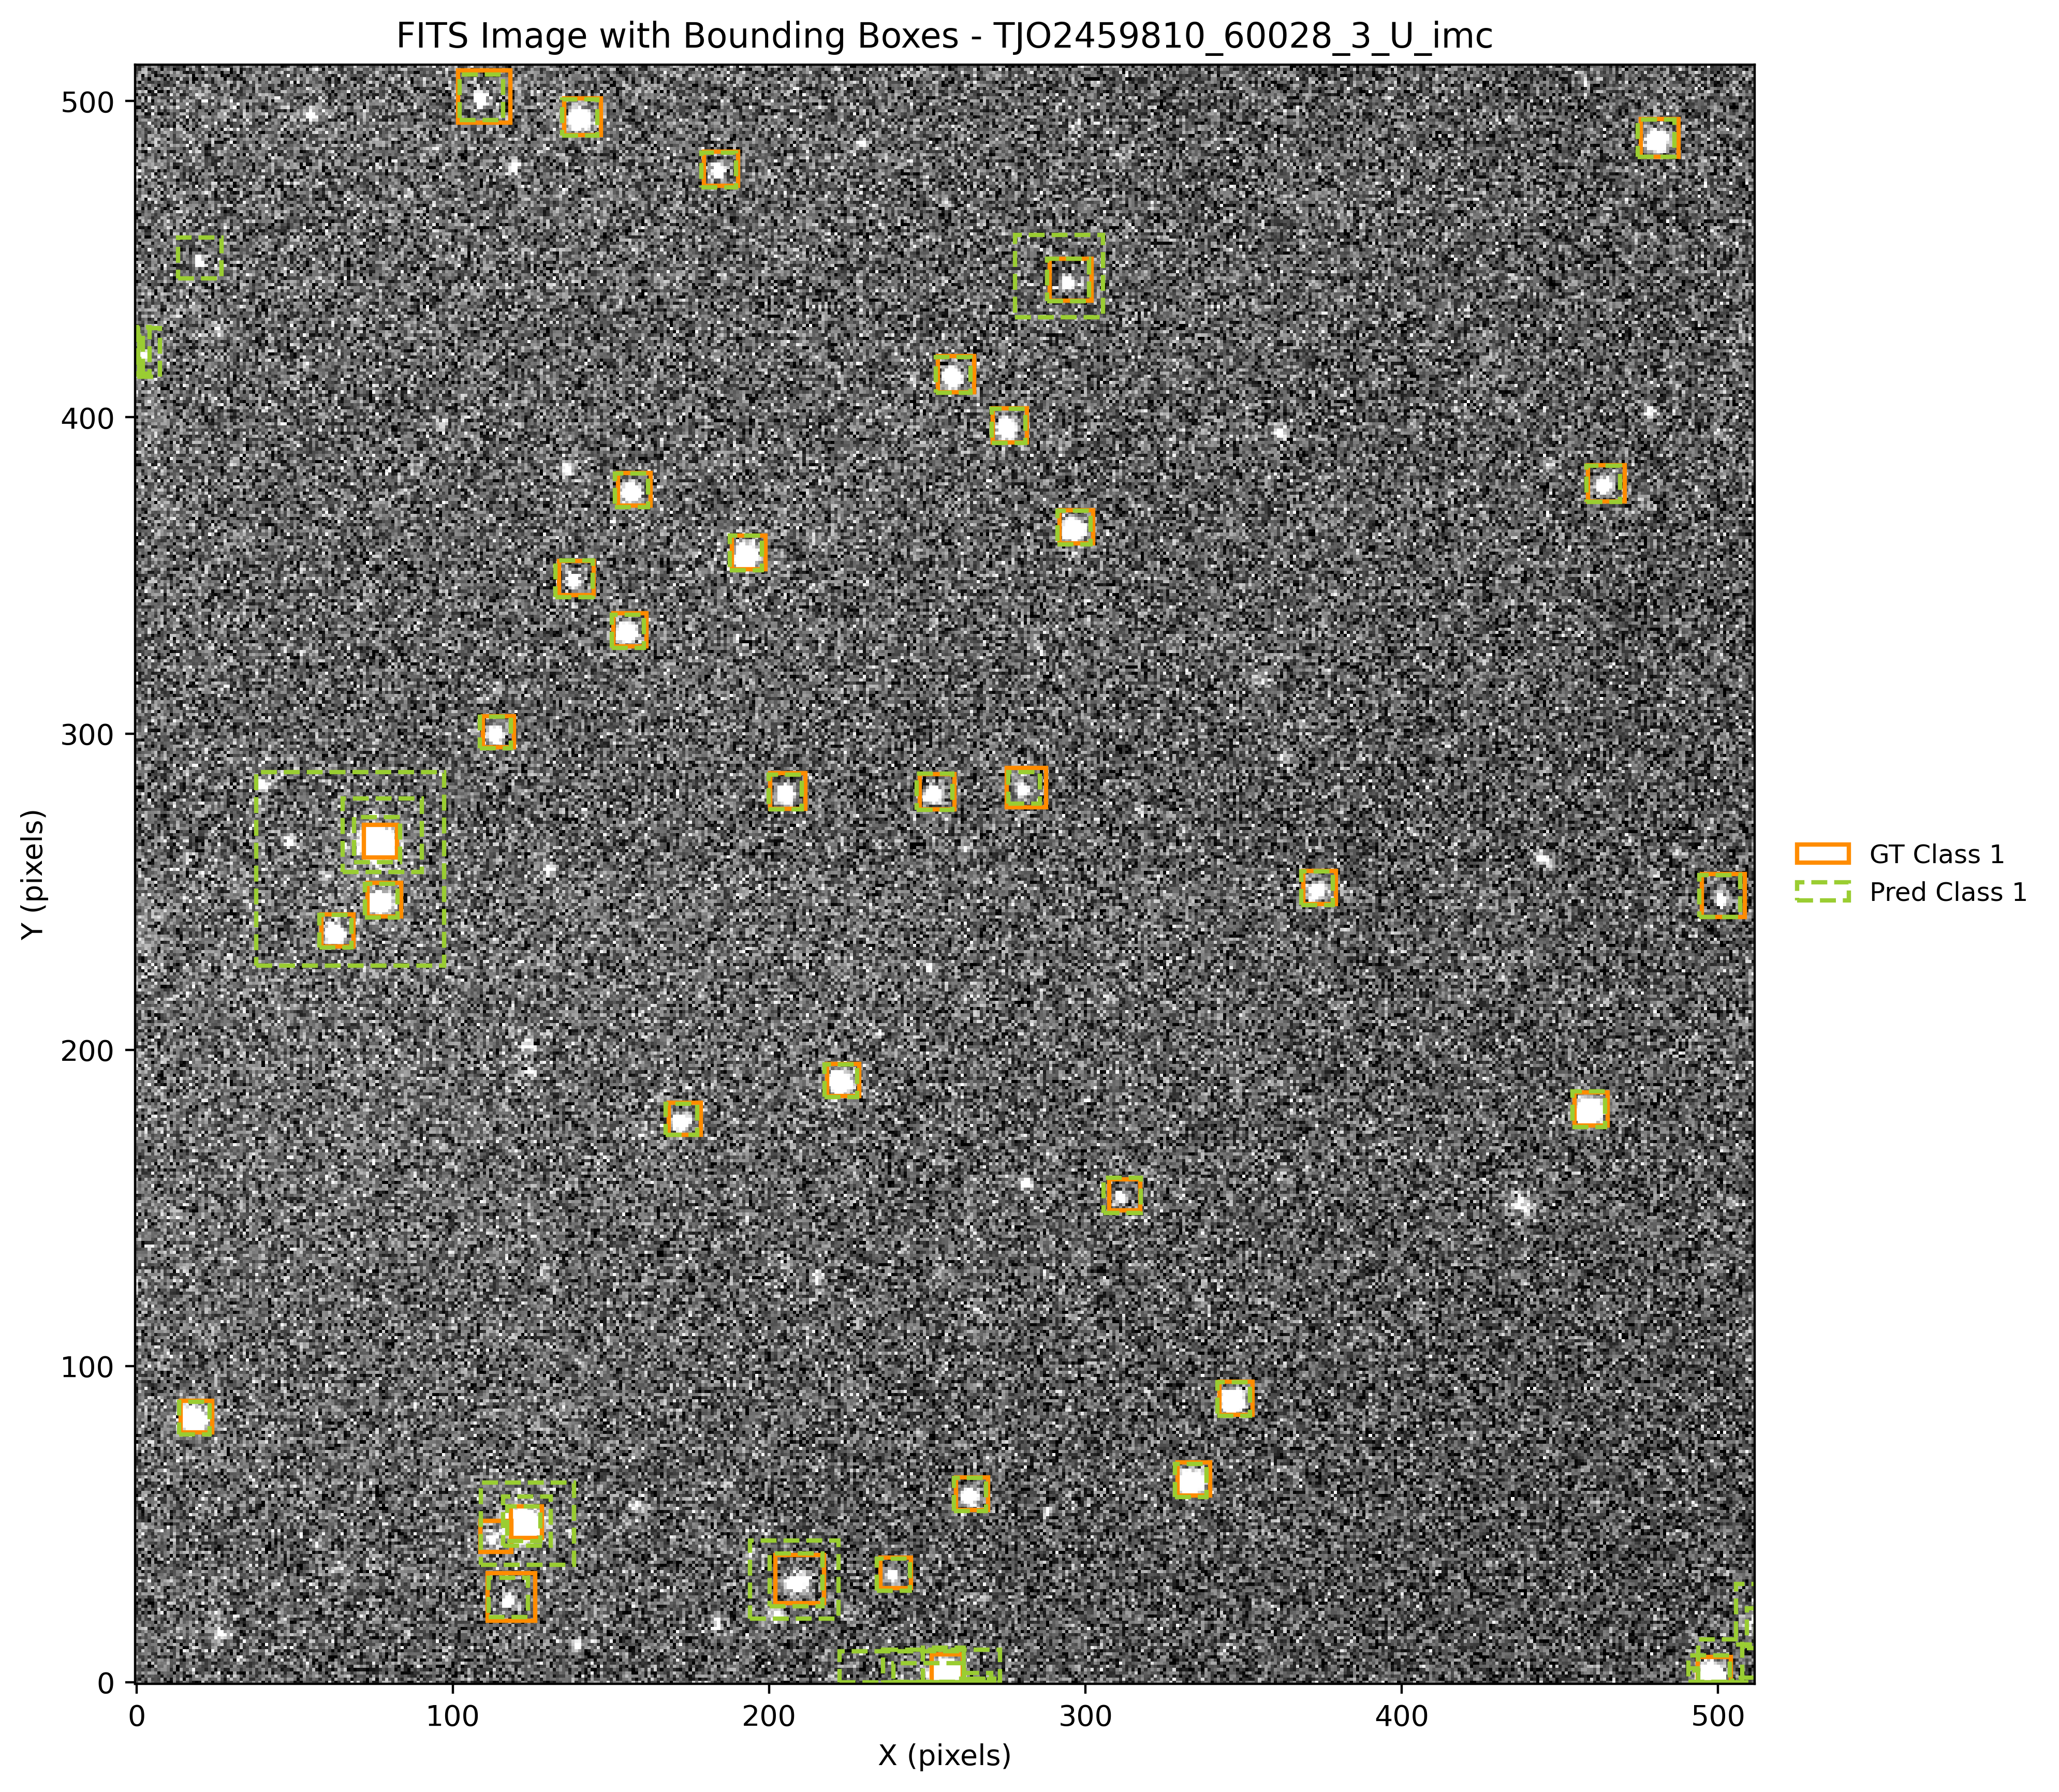 FITS Image with Bounding Boxes - TJO2459810_60028_3_U_imc
500
400
300
200
100
0
Y (pixels)
0 100 200 300 400 500
X (pixels)
GT Class 1
Pred Class 1